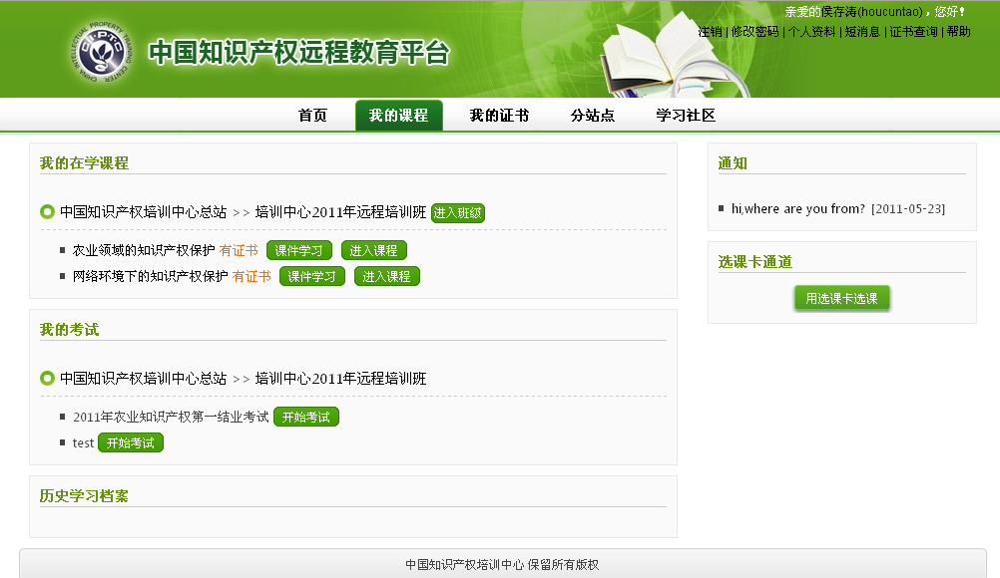 亲爱的侯存涛(houcuntao)，您好！
注销 | 修改密码 | 个人资料 | 短消息 | 证书查询 | 帮助
INTELLECTUAL PROPERTY
CIPTC
CHINA
CENTER
中国知识产权远程教育平台
首页 我的课程 我的证书 分站点 学习社区
我的在学课程
中国知识产权培训中心总站 >> 培训中心2011年远程培训班 进入班级
农业领域的知识产权保护 有证书 课件学习 进入课程
网络环境下的知识产权保护 有证书 课件学习 进入课程
我的考试
中国知识产权培训中心总站 >> 培训中心2011年远程培训班
2011年农业知识产权第一结业考试 开始考试
test 开始考试
历史学习档案
通知
hi,where are you from? [2011-05-23]
选课卡通道
用选课卡选课
中国知识产权培训中心 保留所有版权